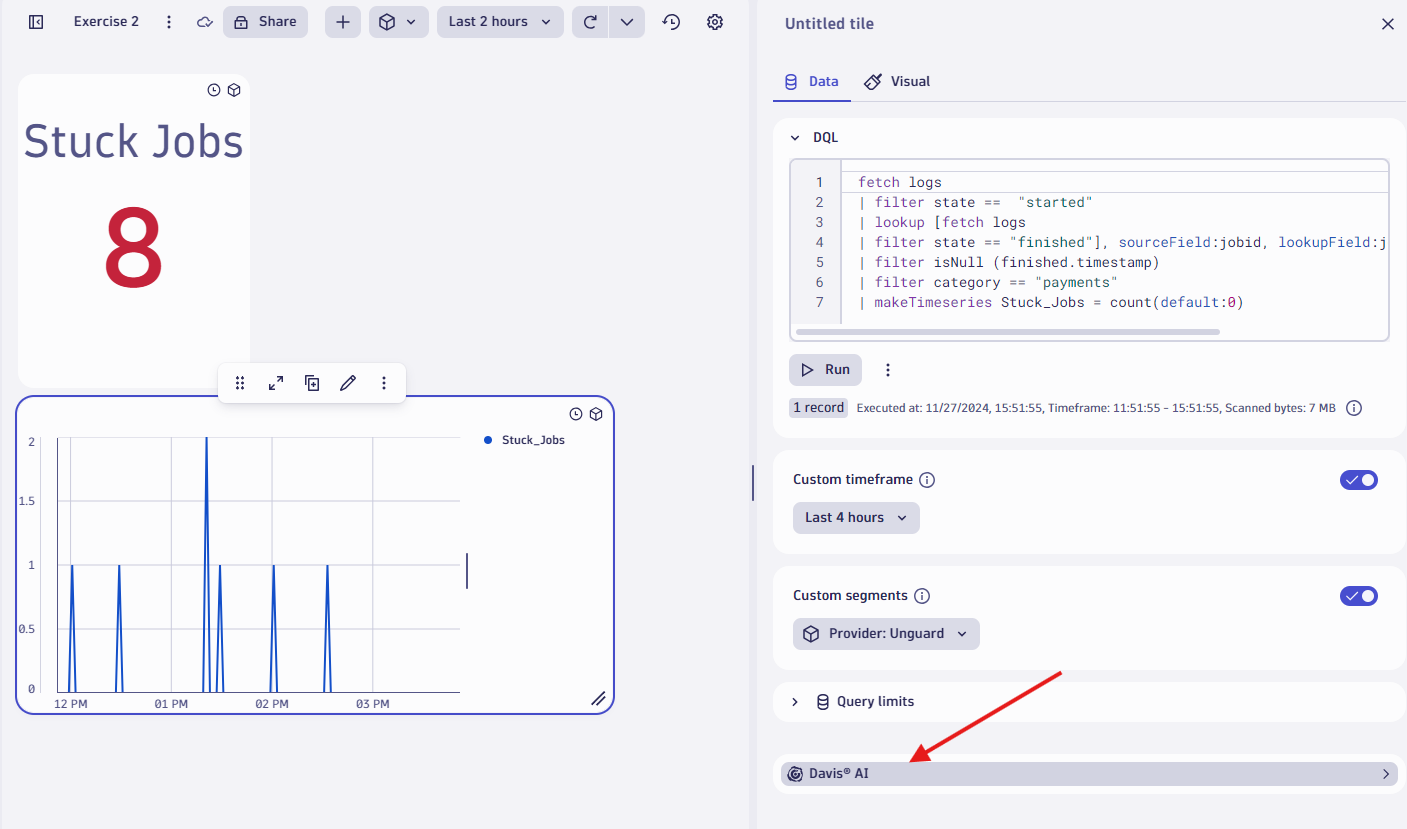 Exercise 2
Share
Last 2 hours
Stuck Jobs
8
Stuck_Jobs
2
1.5
1
0.5
0
12 PM
01 PM
02 PM
03 PM
Untitled tile
Data
Visual
DQL
1 fetch logs
2 | filter state == "started"
3 | lookup [fetch logs
4 | filter state == "finished"], sourceField:jobid, lookupField:j
5 | filter isNull (finished.timestamp)
6 | filter category == "payments"
7 | makeTimeseries Stuck_Jobs = count(default:0)
Run
1 record Executed at: 11/27/2024, 15:51:55, Timeframe: 11:51:55 - 15:51:55, Scanned bytes: 7 MB
Custom timeframe
Last 4 hours
Custom segments
Provider: Unguard
Query limits
Davis® AI